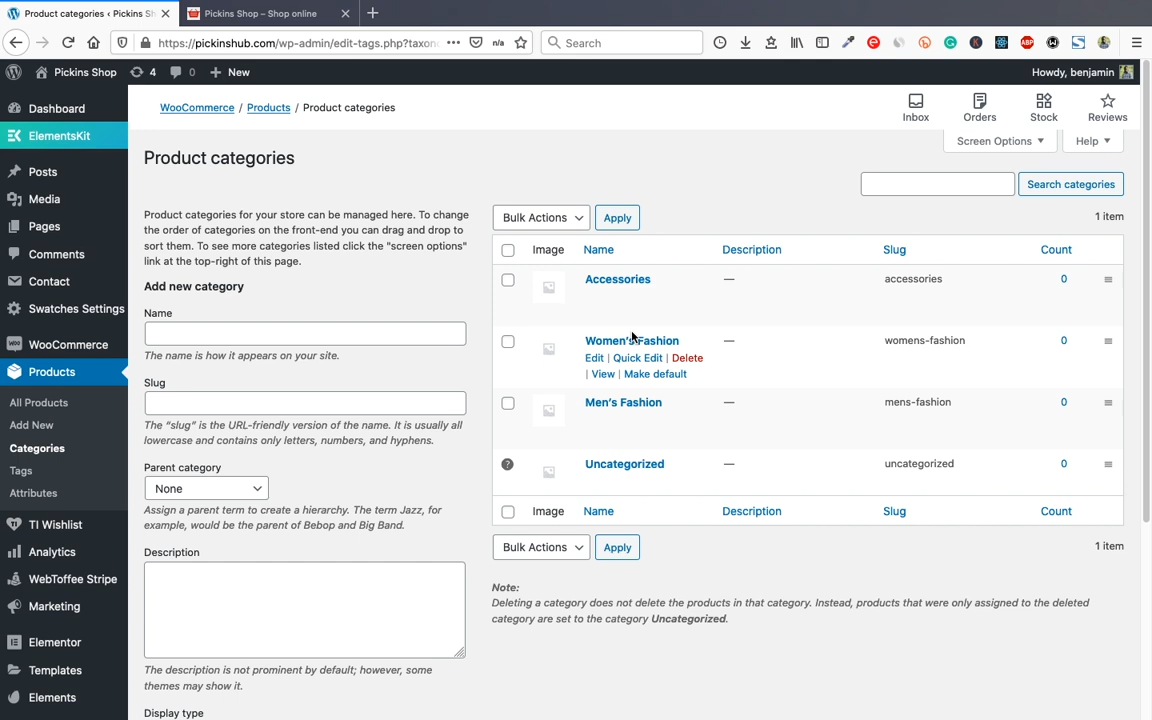 Product categories ‹ Pickins Sh
Pickins Shop – Shop online
https://pickinshub.com/wp-admin/edit-tags.php?taxon
n/a
Search
ABP
Pickins Shop
4
0
New
Howdy, benjamin
Dashboard
ElementsKit
Posts
Media
Pages
Comments
Contact
Swatches Settings
WooCommerce
Products
All Products
Add New
Categories
Tags
Attributes
TI Wishlist
Analytics
WebToffee Stripe
Marketing
Elementor
Templates
Elements
WooCommerce / Products / Product categories
Inbox
Orders
Stock
Reviews
Screen Options
Help
Product categories
Search categories
Product categories for your store can be managed here. To change
the order of categories on the front-end you can drag and drop to
sort them. To see more categories listed click the "screen options"
link at the top-right of this page.
Add new category
Name
The name is how it appears on your site.
Slug
The “slug” is the URL-friendly version of the name. It is usually all
lowercase and contains only letters, numbers, and hyphens.
Parent category
None
Assign a parent term to create a hierarchy. The term Jazz, for
example, would be the parent of Bebop and Big Band.
Description
The description is not prominent by default; however, some
themes may show it.
Display type
Bulk Actions
Apply
1 item
Image Name Description Slug Count
Accessories — accessories 0
Women’s Fashion — womens-fashion 0
Edit | Quick Edit | Delete
| View | Make default
Men’s Fashion — mens-fashion 0
? Uncategorized — uncategorized 0
Image Name Description Slug Count
Bulk Actions
Apply
1 item
Note:
Deleting a category does not delete the products in that category. Instead, products that were only assigned to the deleted
category are set to the category Uncategorized.